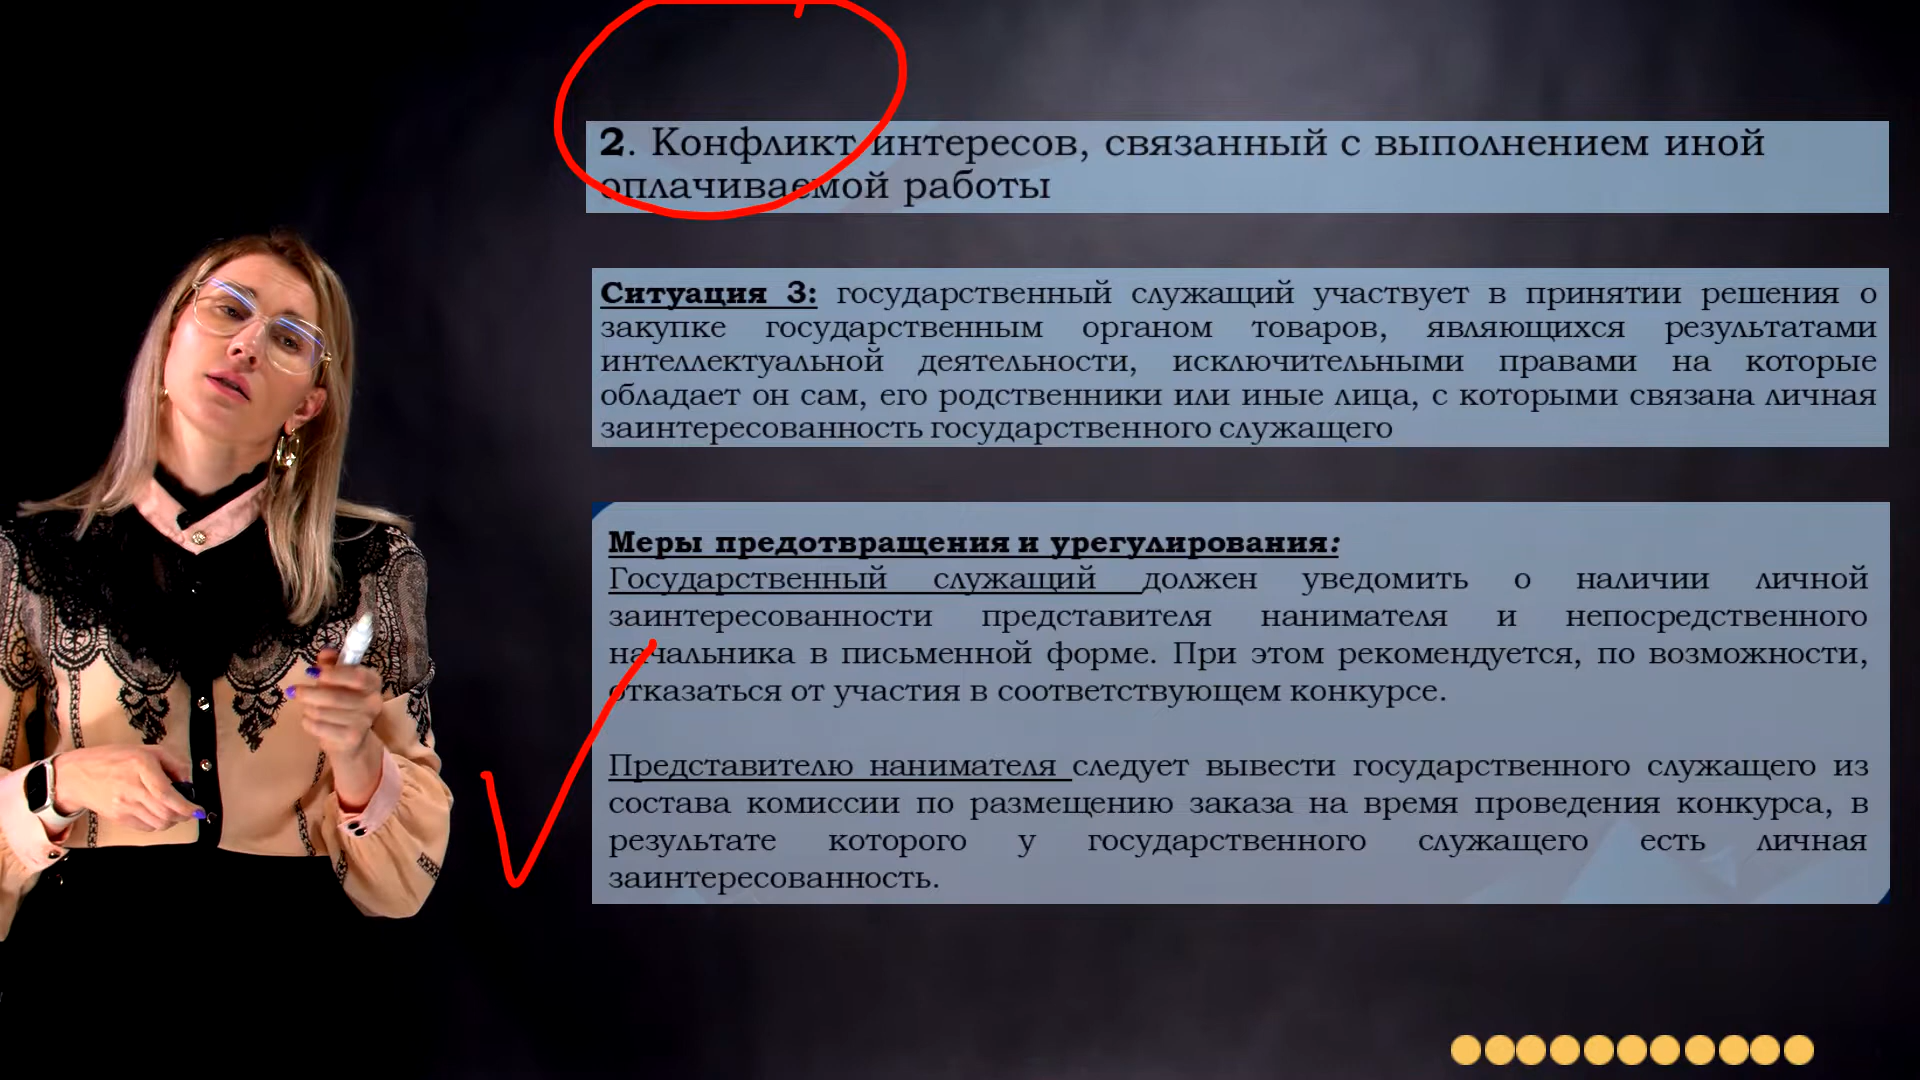 2. Конфликт интересов, связанный с выполнением иной
оплачиваемой работы
Ситуация 3: государственный служащий участвует в принятии решения о
закупке государственным органом товаров, являющихся результатами
интеллектуальной деятельности, исключительными правами на которые
обладает он сам, его родственники или иные лица, с которыми связана личная
заинтересованность государственного служащего
Меры предотвращения и урегулирования:
Государственный служащий должен уведомить о наличии личной
заинтересованности представителя нанимателя и непосредственного
начальника в письменной форме. При этом рекомендуется, по возможности,
отказаться от участия в соответствующем конкурсе.
Представителю нанимателя следует вывести государственного служащего из
состава комиссии по размещению заказа на время проведения конкурса, в
результате которого у государственного служащего есть личная
заинтересованность.